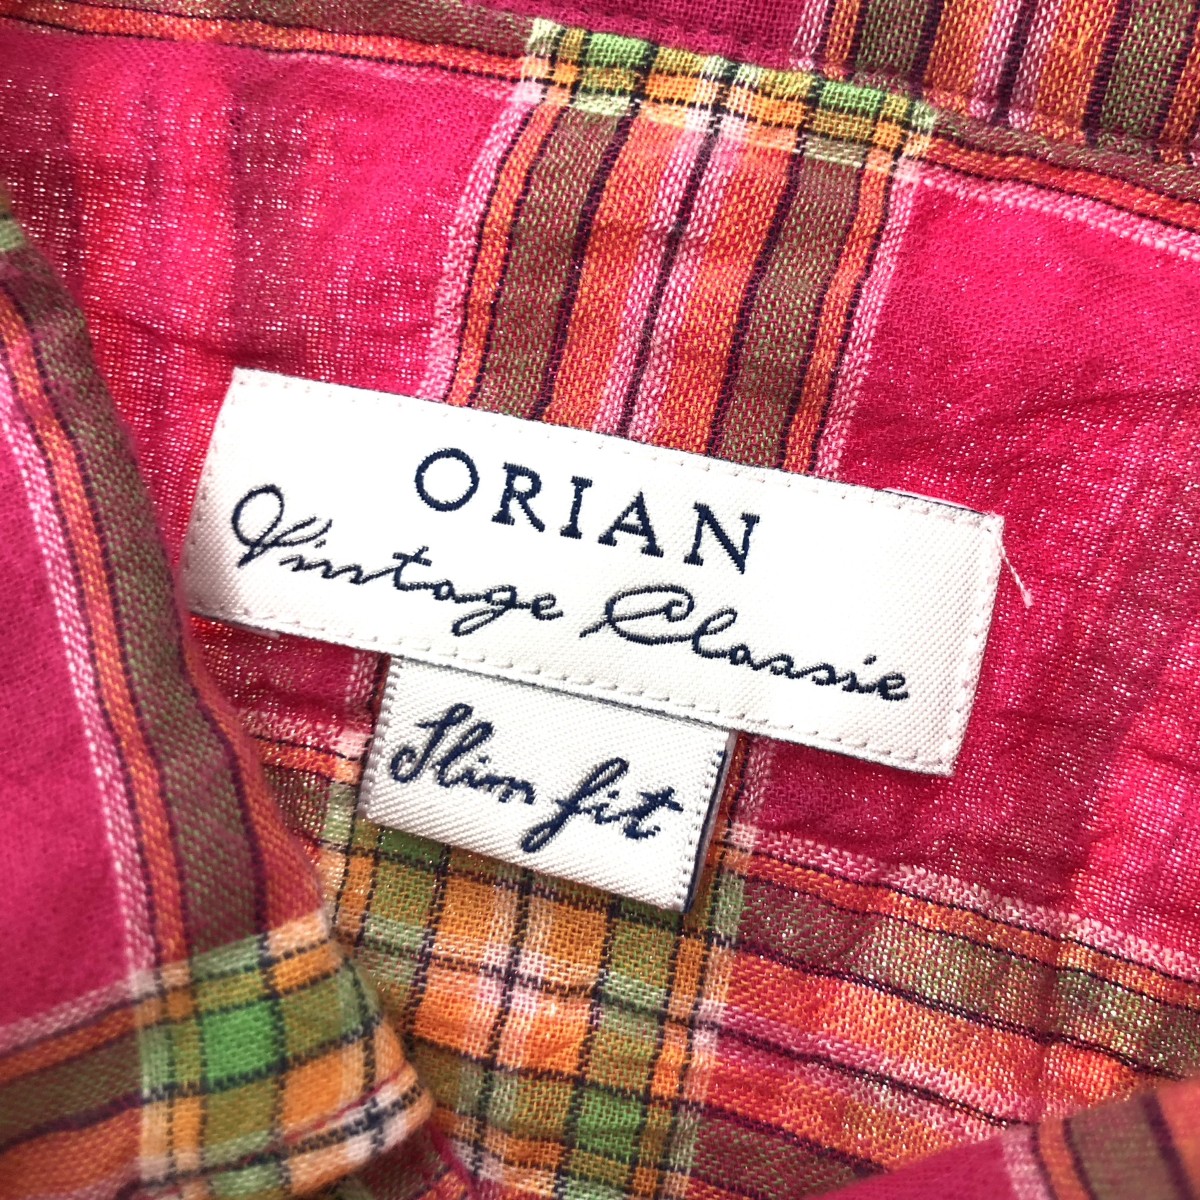 ORIAN
Vintage Classic
Slim fit